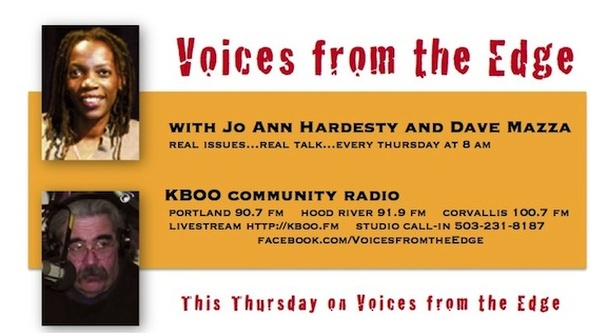 Voices from the Edge
with Jo Ann Hardesty and Dave Mazza
real issues...real talk...every thursday at 8 am
KBOO community radio
portland 90.7 fm hood river 91.9 fm corvallis 100.7 fm
livestream http://kboo.fm studio call-in 503-231-8187
facebook.com/VoicesfromtheEdge
This Thursday on Voices from the Edge